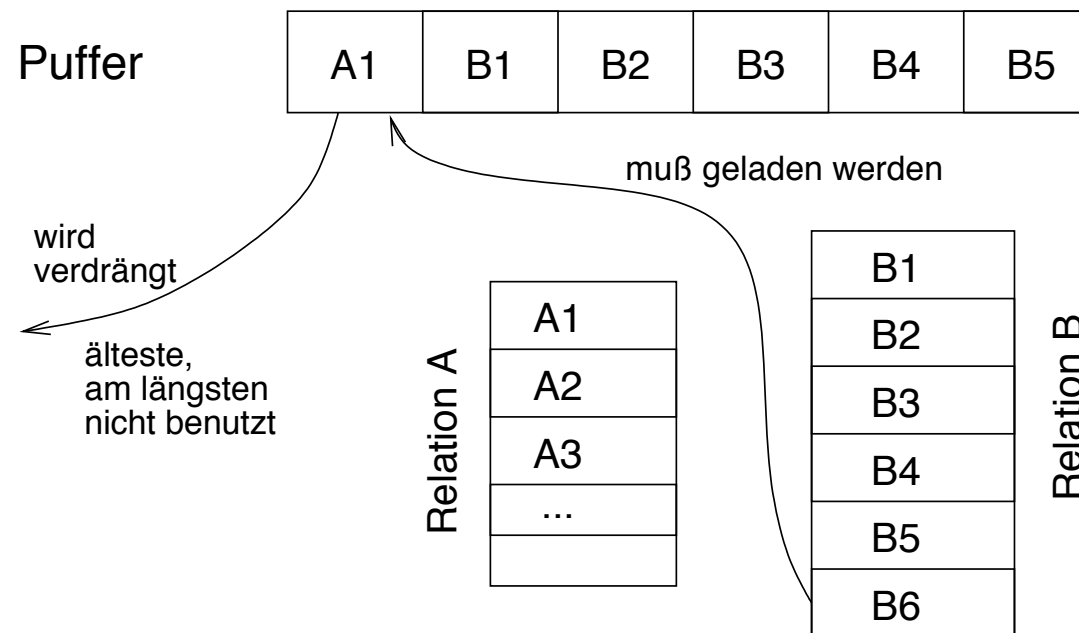 Puffer
A1 B1 B2 B3 B4 B5
muß geladen werden
wird
verdrängt
älteste,
am längsten
nicht benutzt
Relation A
A1
A2
A3
...
B1
B2
B3
B4
B5
B6
Relation B